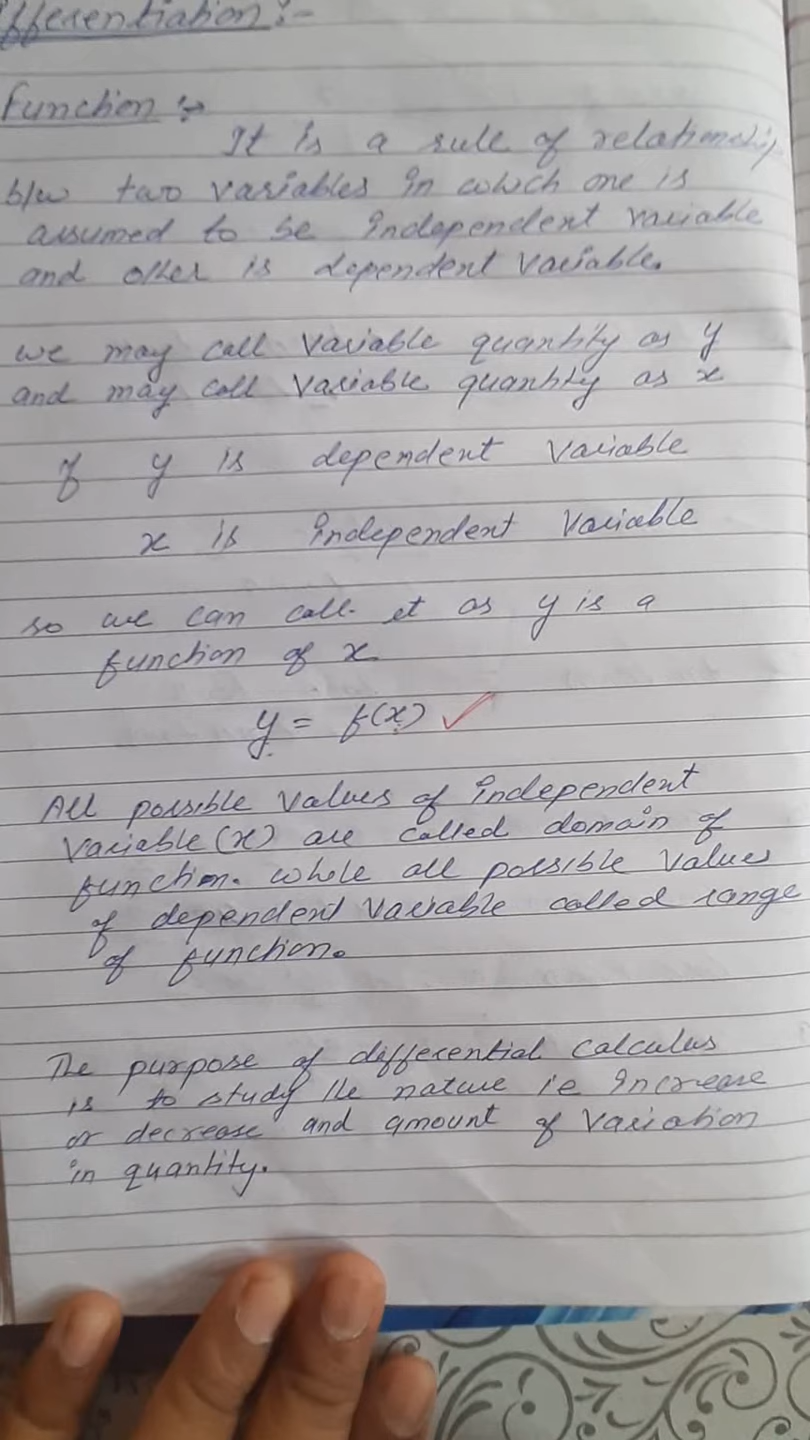 ifferentiation :-
Function :-
It is a rule of relationship
b/w two variables in which one is
assumed to be independent variable
and other is dependent variable.
we may call variable quantity as y
and may call variable quantity as x
If y is dependent variable
x is independent variable
so we can call it as y is a
function of x
y = f(x) ✓
All possible values of independent
variable (x) are called domain of
function. while all possible values
of dependent variable called range
of function.
The purpose of differential calculus
is to study the nature ie increase
or decrease and amount of variation
in quantity.